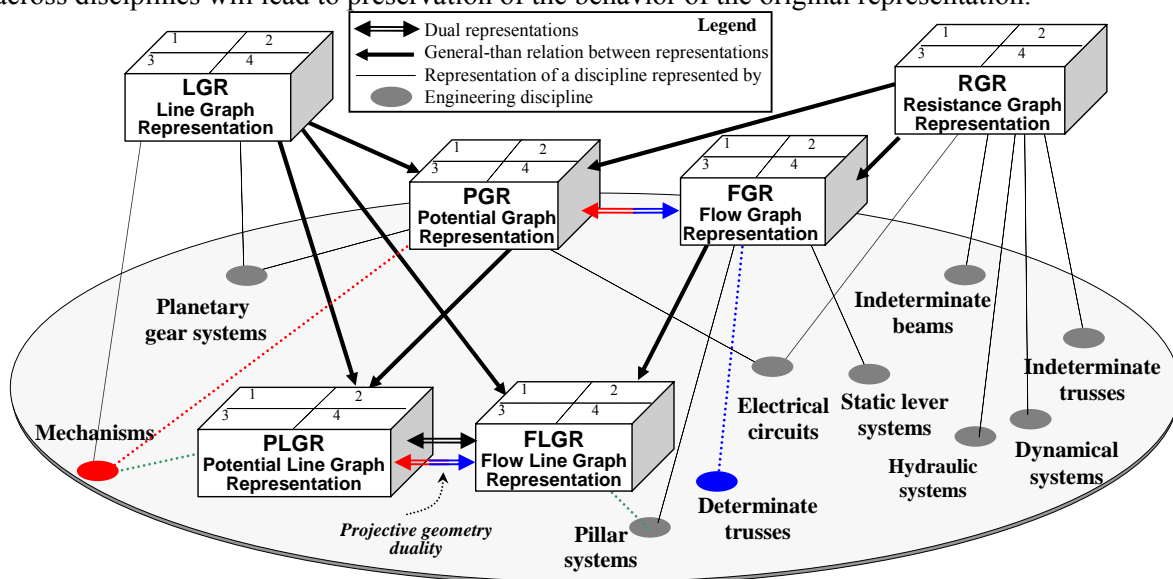 across disciplines will lead to preservation of the behavior of the original representation.
Legend
Dual representations
General-than relation between representations
Representation of a discipline represented by
Engineering discipline
1
2
3
4
LGR
Line Graph
Representation
1
2
3
4
RGR
Resistance Graph
Representation
1
2
3
4
PGR
Potential Graph
Representation
1
2
3
4
FGR
Flow Graph
Representation
Planetary
gear systems
Indeterminate
beams
Indeterminate
trusses
1
2
3
4
PLGR
Potential Line Graph
Representation
1
2
3
4
FLGR
Flow Line Graph
Representation
Mechanisms
Electrical
circuits
Static lever
systems
Hydraulic
systems
Dynamical
systems
Determinate
trusses
Pillar
systems
Projective geometry
duality